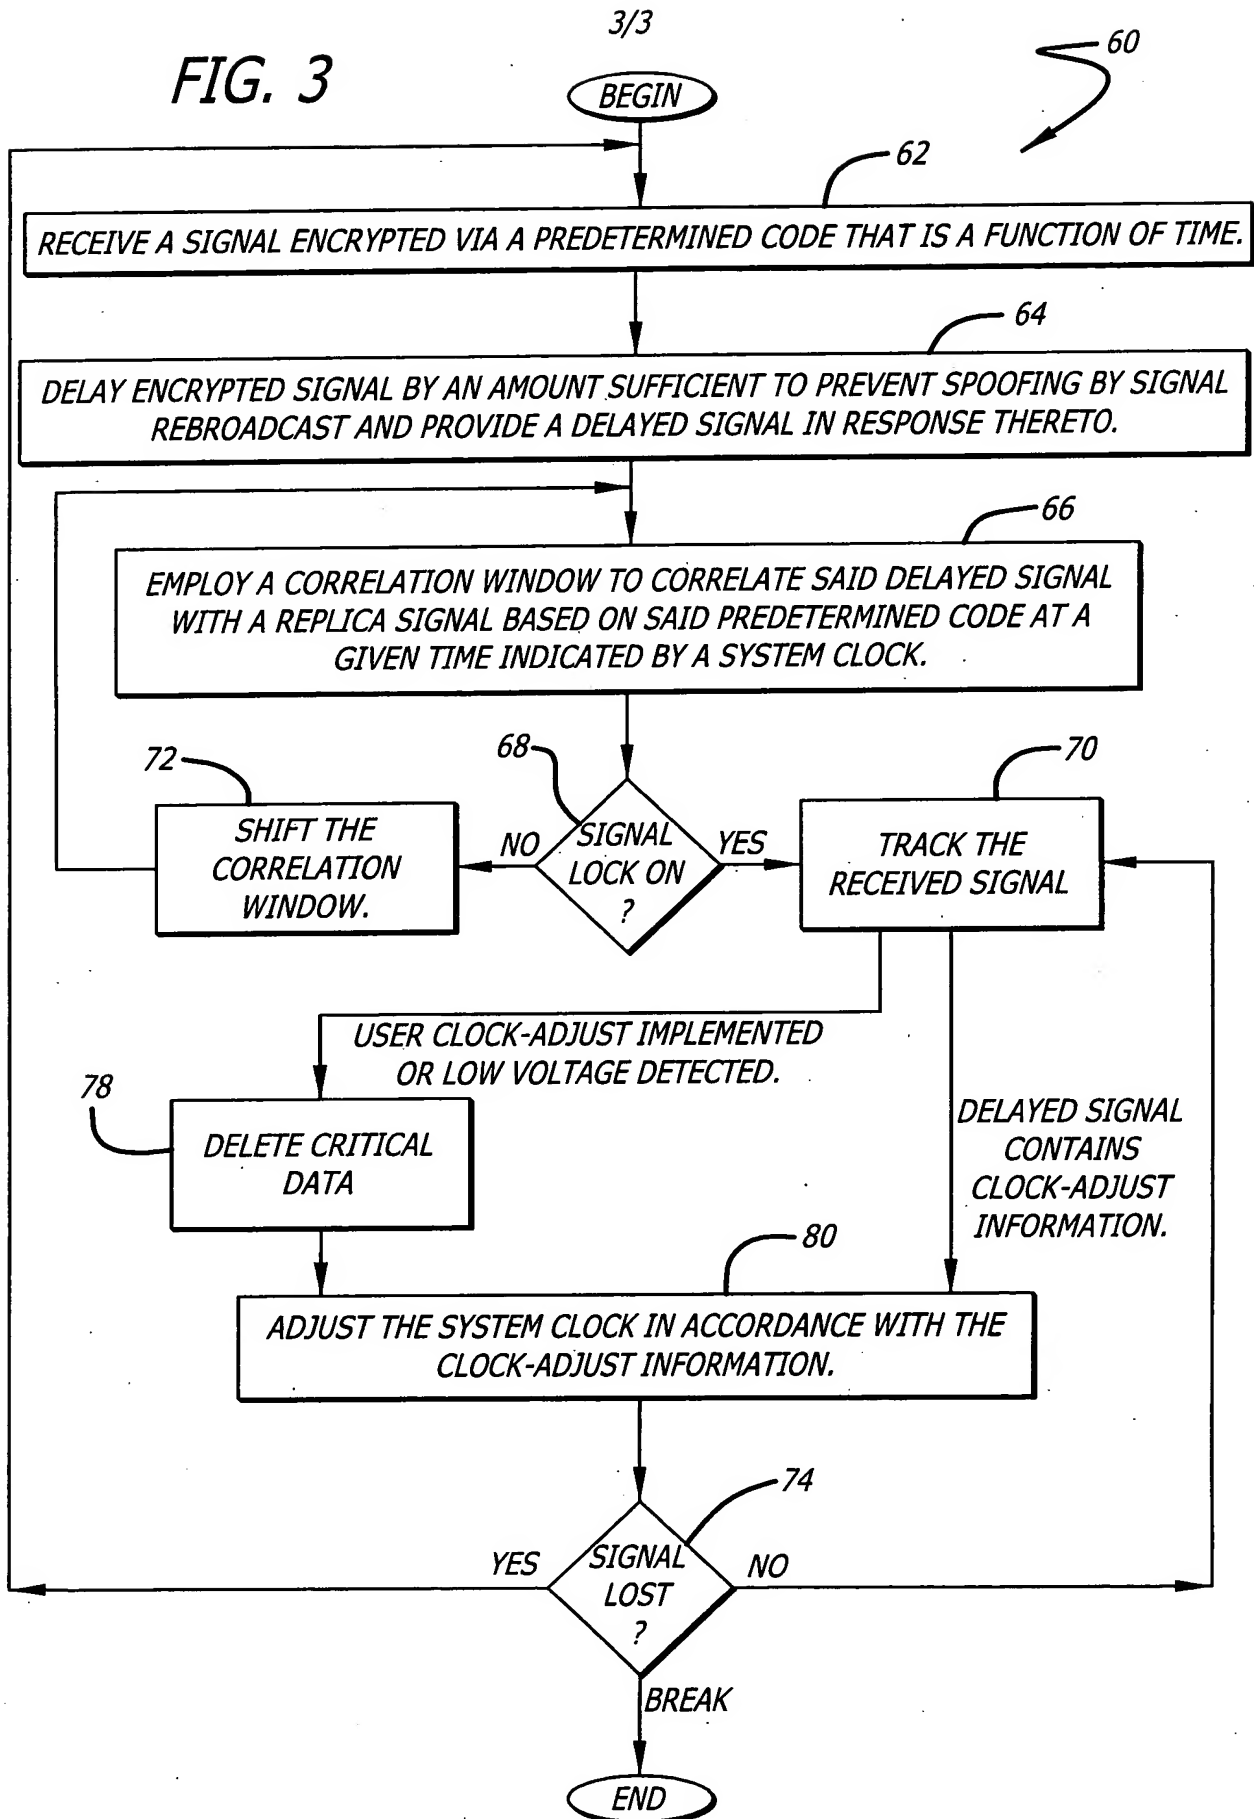 3/3
FIG. 3
60
BEGIN
62
RECEIVE A SIGNAL ENCRYPTED VIA A PREDETERMINED CODE THAT IS A FUNCTION OF TIME.
64
DELAY ENCRYPTED SIGNAL BY AN AMOUNT SUFFICIENT TO PREVENT SPOOFING BY SIGNAL
REBROADCAST AND PROVIDE A DELAYED SIGNAL IN RESPONSE THERETO.
66
EMPLOY A CORRELATION WINDOW TO CORRELATE SAID DELAYED SIGNAL
WITH A REPLICA SIGNAL BASED ON SAID PREDETERMINED CODE AT A
GIVEN TIME INDICATED BY A SYSTEM CLOCK.
72
SHIFT THE
CORRELATION
WINDOW.
NO
68
SIGNAL
LOCK ON
?
YES
70
TRACK THE
RECEIVED SIGNAL
USER CLOCK-ADJUST IMPLEMENTED
OR LOW VOLTAGE DETECTED.
78
DELETE CRITICAL
DATA
DELAYED SIGNAL
CONTAINS
CLOCK-ADJUST
INFORMATION.
80
ADJUST THE SYSTEM CLOCK IN ACCORDANCE WITH THE
CLOCK-ADJUST INFORMATION.
74
YES
SIGNAL
LOST
?
NO
BREAK
END